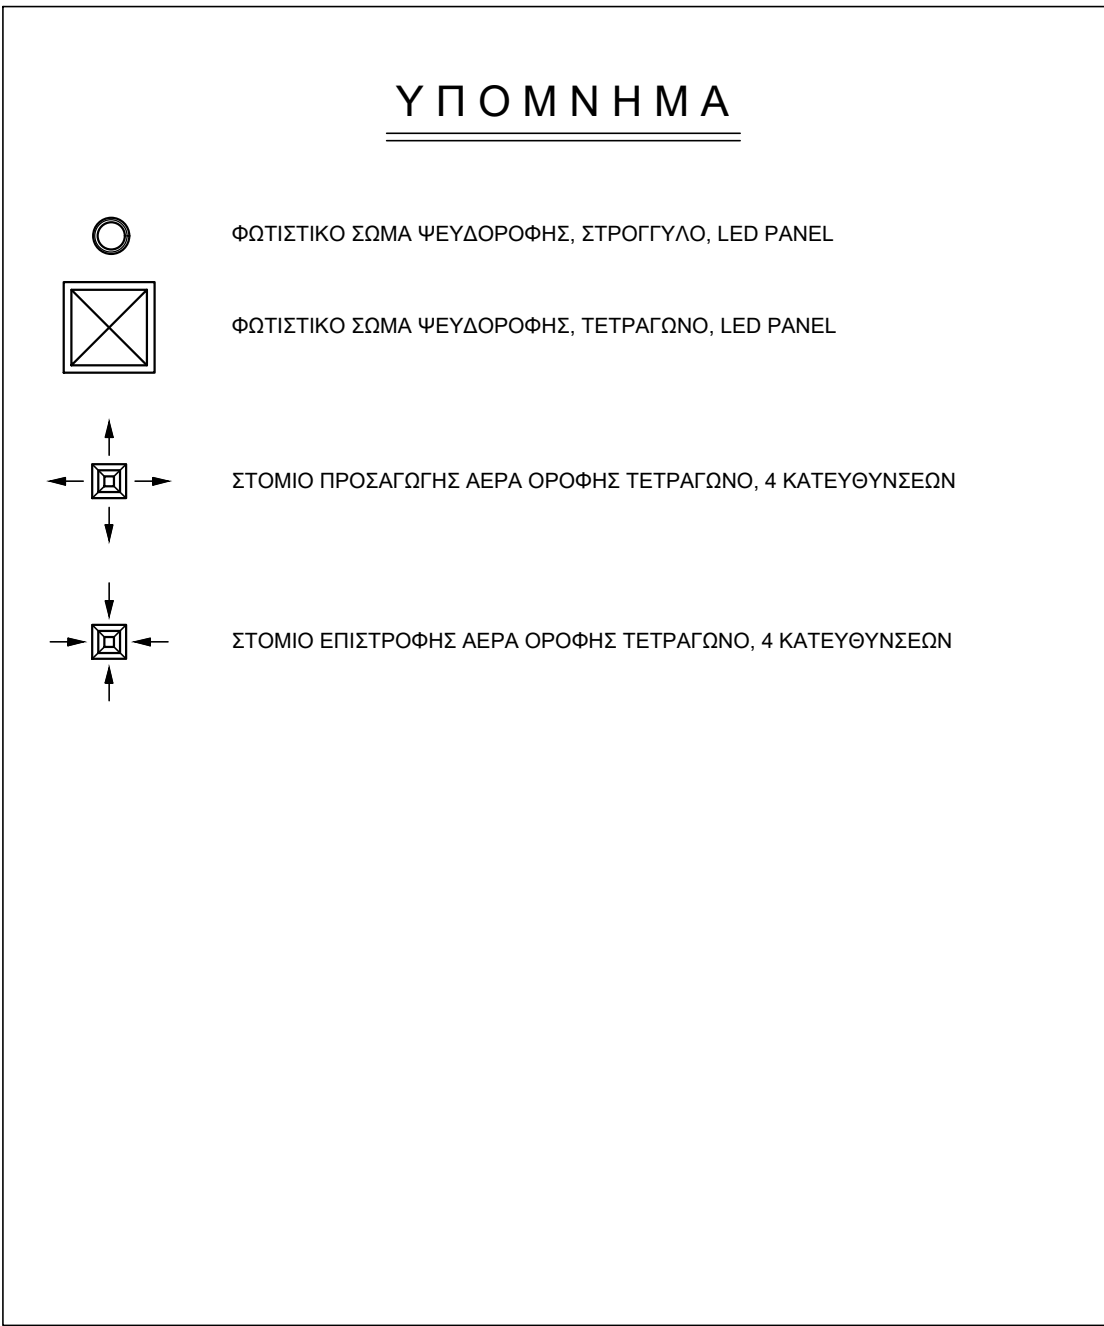 ΥΠΟΜΝΗΜΑ
ΦΩΤΙΣΤΙΚΟ ΣΩΜΑ ΨΕΥΔΟΡΟΦΗΣ, ΣΤΡΟΓΓΥΛΟ, LED PANEL
ΦΩΤΙΣΤΙΚΟ ΣΩΜΑ ΨΕΥΔΟΡΟΦΗΣ, ΤΕΤΡΑΓΩΝΟ, LED PANEL
ΣΤΟΜΙΟ ΠΡΟΣΑΓΩΓΗΣ ΑΕΡΑ ΟΡΟΦΗΣ ΤΕΤΡΑΓΩΝΟ, 4 ΚΑΤΕΥΘΥΝΣΕΩΝ
ΣΤΟΜΙΟ ΕΠΙΣΤΡΟΦΗΣ ΑΕΡΑ ΟΡΟΦΗΣ ΤΕΤΡΑΓΩΝΟ, 4 ΚΑΤΕΥΘΥΝΣΕΩΝ